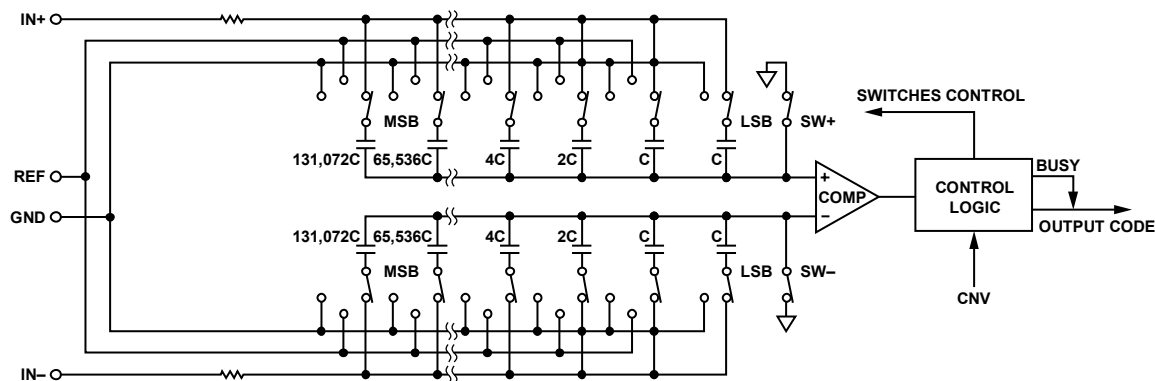 IN+
MSB
LSB
SW+
SWITCHES CONTROL
131,072C
65,536C
4C
2C
C
C
BUSY
REF
GND
+
COMP
–
CONTROL
LOGIC
OUTPUT CODE
131,072C
65,536C
4C
2C
C
C
MSB
LSB
SW–
CNV
IN–